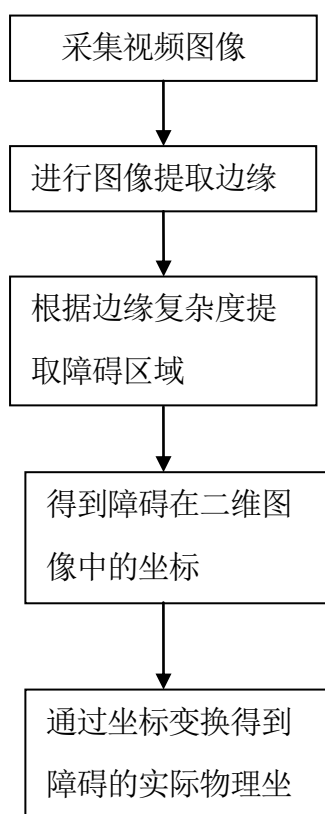 采集视频图像
进行图像提取边缘
根据边缘复杂度提
取障碍区域
得到障碍在二维图
像中的坐标
通过坐标变换得到
障碍的实际物理坐